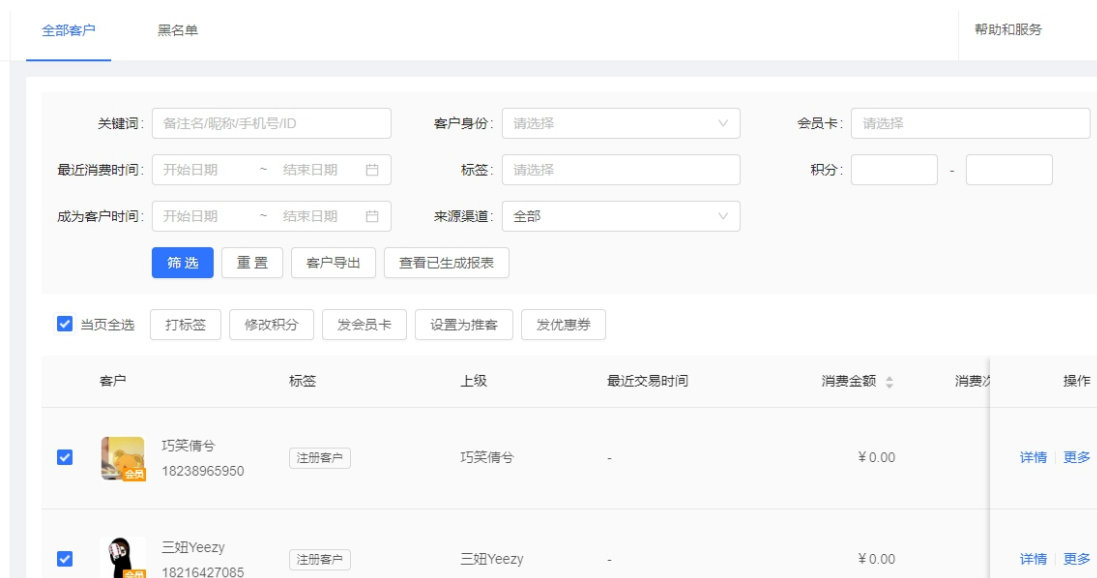 全部客户 黑名单 帮助和服务
关键词: 备注名/昵称/手机号/ID 客户身份: 请选择 会员卡: 请选择
最近消费时间: 开始日期 ~ 结束日期 标签: 请选择 积分: -
成为客户时间: 开始日期 ~ 结束日期 来源渠道: 全部
筛选 重置 客户导出 查看已生成报表
当页全选 打标签 修改积分 发会员卡 设置为推客 发优惠券
客户 标签 上级 最近交易时间 消费金额 消费 操作
巧笑倩兮
18238965950
会员
注册客户 巧笑倩兮 - ¥0.00 详情 更多
三妞Yeezy
18216427085
会员
注册客户 三妞Yeezy - ¥0.00 详情 更多